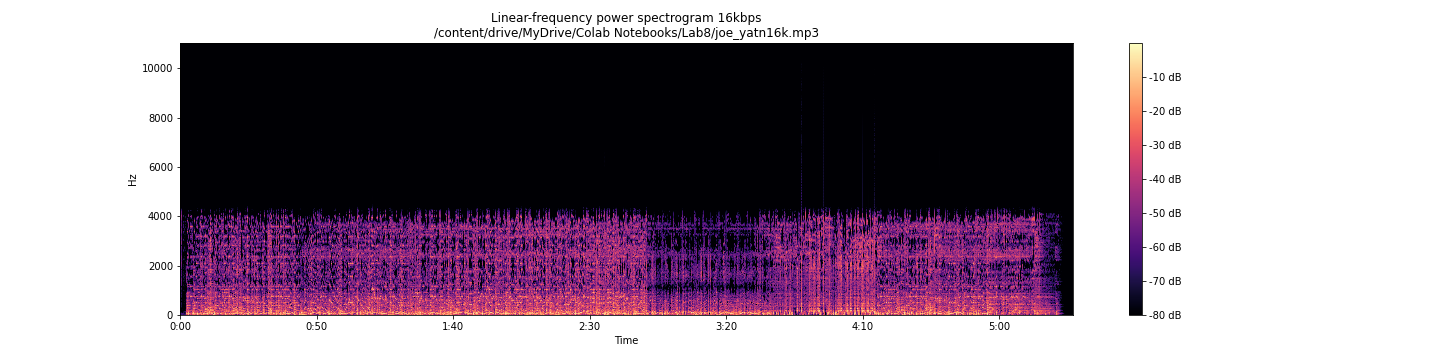 Linear-frequency power spectrogram 16kbps
/content/drive/MyDrive/Colab Notebooks/Lab8/joe_yatn16k.mp3
10000
8000
6000
4000
2000
0
Hz
0:00
0:50
1:40
2:30
3:20
4:10
5:00
Time
-10 dB
-20 dB
-30 dB
-40 dB
-50 dB
-60 dB
-70 dB
-80 dB